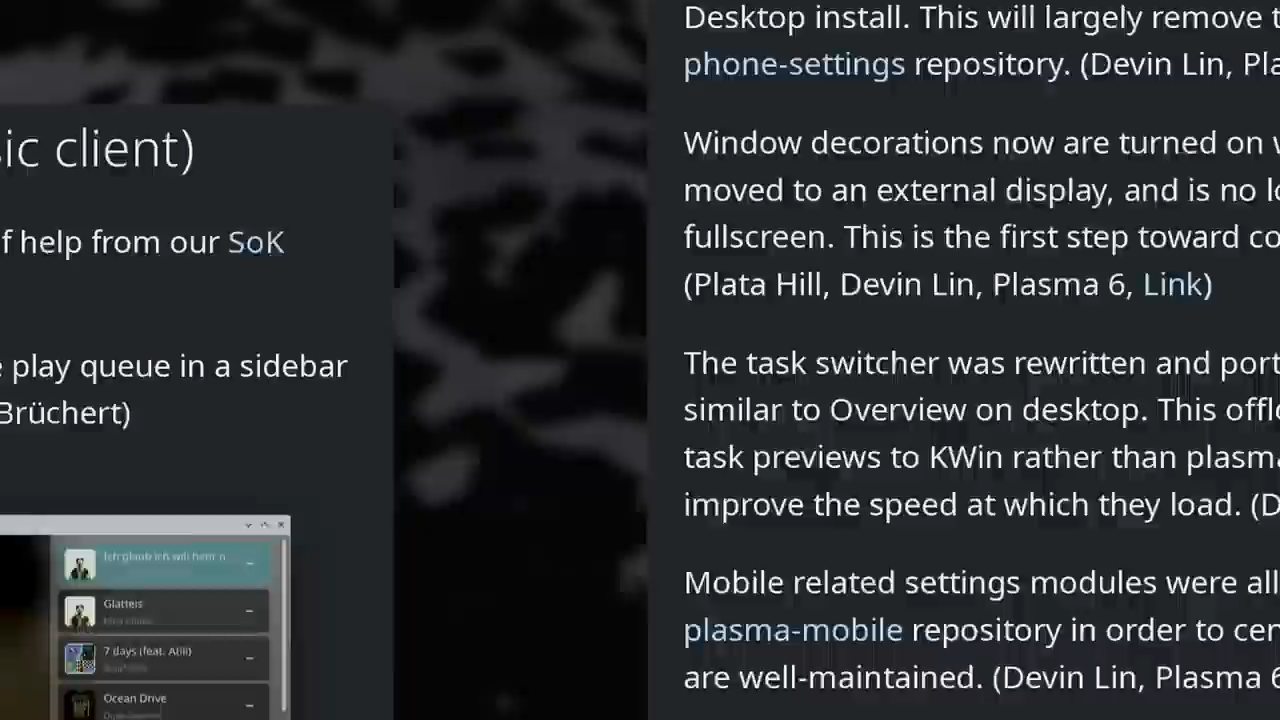 sic client)
f help from our SoK
e play queue in a sidebar
Brüchert)
Glatteis
7 days (feat. Alili)
Ocean Drive
Desktop install. This will largely remove t
phone-settings repository. (Devin Lin, Pla
Window decorations now are turned on w
moved to an external display, and is no lo
fullscreen. This is the first step toward co
(Plata Hill, Devin Lin, Plasma 6, Link)
The task switcher was rewritten and port
similar to Overview on desktop. This offlo
task previews to KWin rather than plasma
improve the speed at which they load. (D
Mobile related settings modules were all
plasma-mobile repository in order to cen
are well-maintained. (Devin Lin, Plasma 6